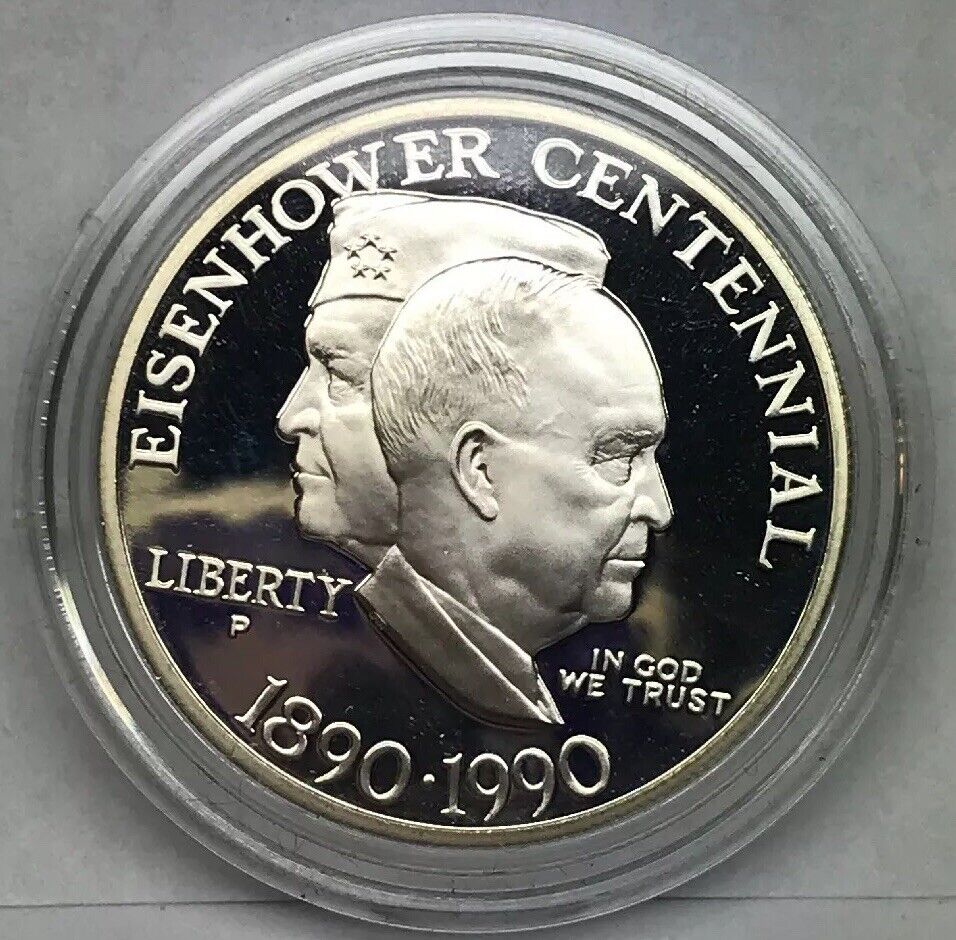 EISENHOWER CENTENNIAL
LIBERTY
P
IN GOD
WE TRUST
1890·1990